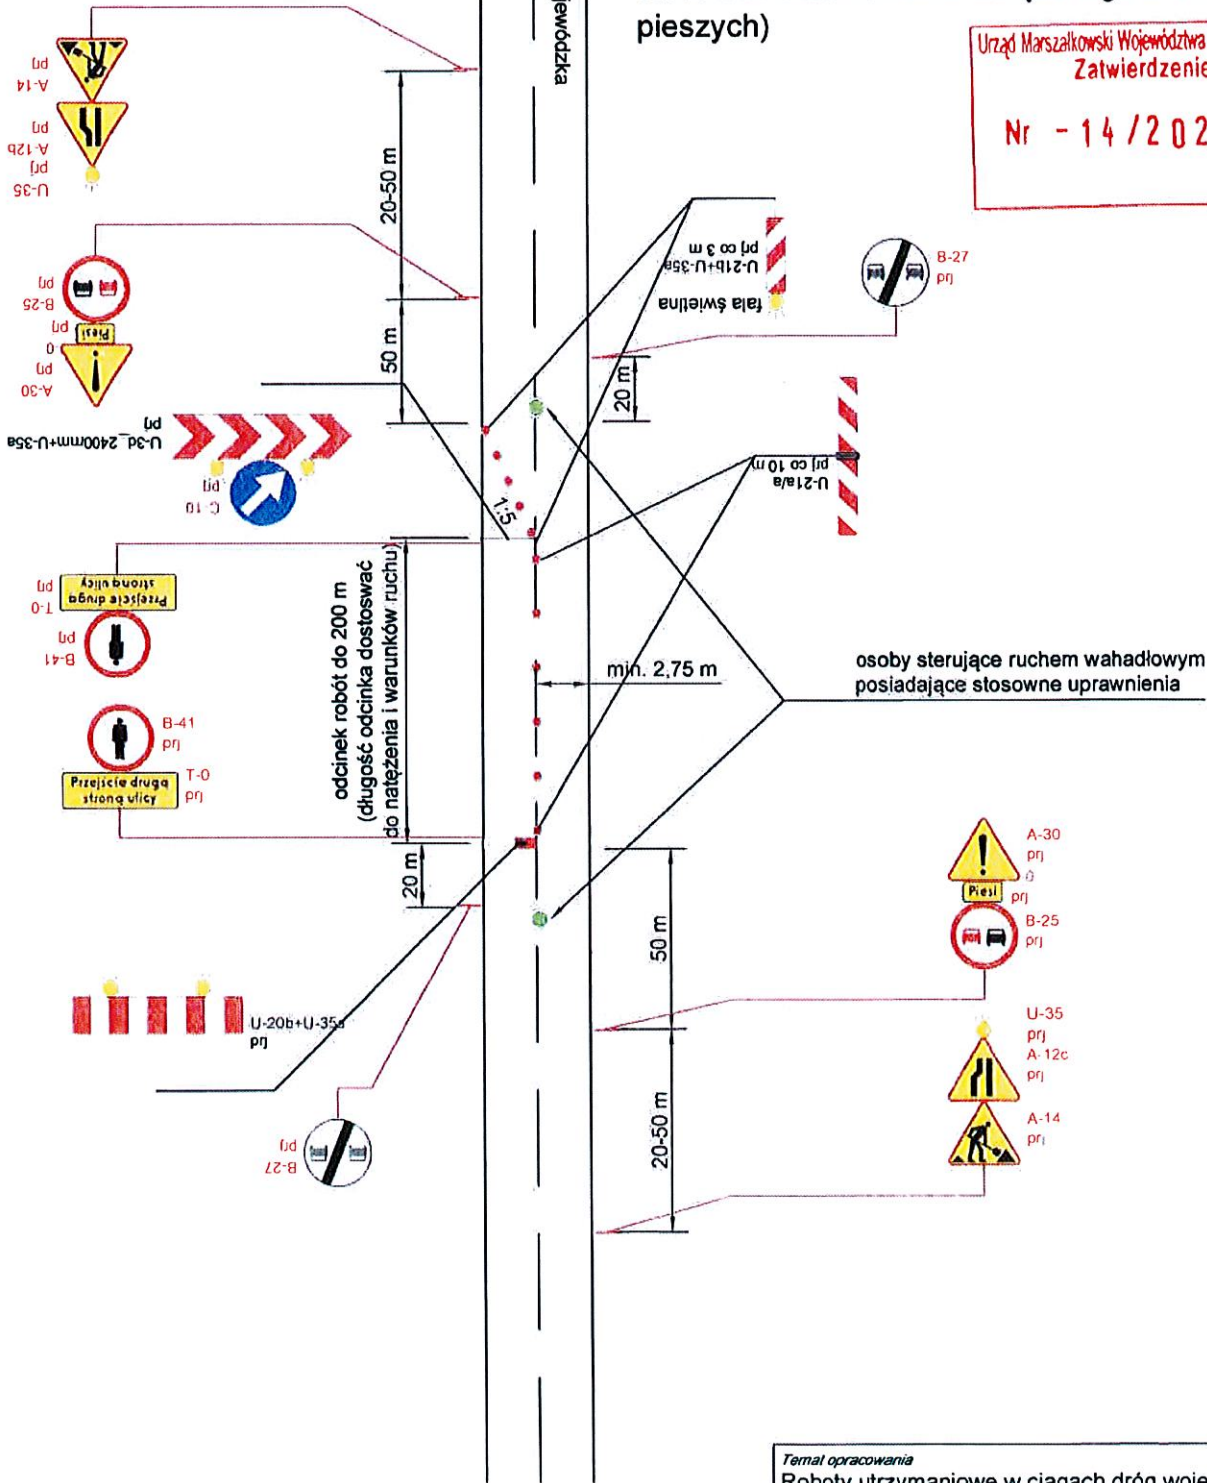 pieszych)
Urząd Marszałkowski Województwa
Zatwierdzenie
Nr - 14/202
ewódzka
prj
A-14
prj
A-12b
prj
U-35
20-50 m
prj
B-25
prj
Piesi
0
prj
A-30
50 m
U-21b+U-35a
prj co 3 m
fala świetlna
B-27
prj
20 m
U-3d_2400mm+U-35a
prj
C-10
prj
1:5
U-21a/a
prj co 10 m
Przejście drugą
stroną ulicy
T-0
prj
B-41
prj
odcinek robót do 200 m
(długość odcinka dostoswać
do natężenia i warunków ruchu)
min. 2,75 m
osoby sterujące ruchem wahadłowym
posiadające stosowne uprawnienia
B-41
prj
Przejście drugą
stroną ulicy
T-0
prj
20 m
50 m
A-30
prj
0
Piesi
prj
B-25
prj
U-20b+U-35a
prj
U-35
prj
A-12c
prj
A-14
prj
20-50 m
B-27
prj
Temat opracowania